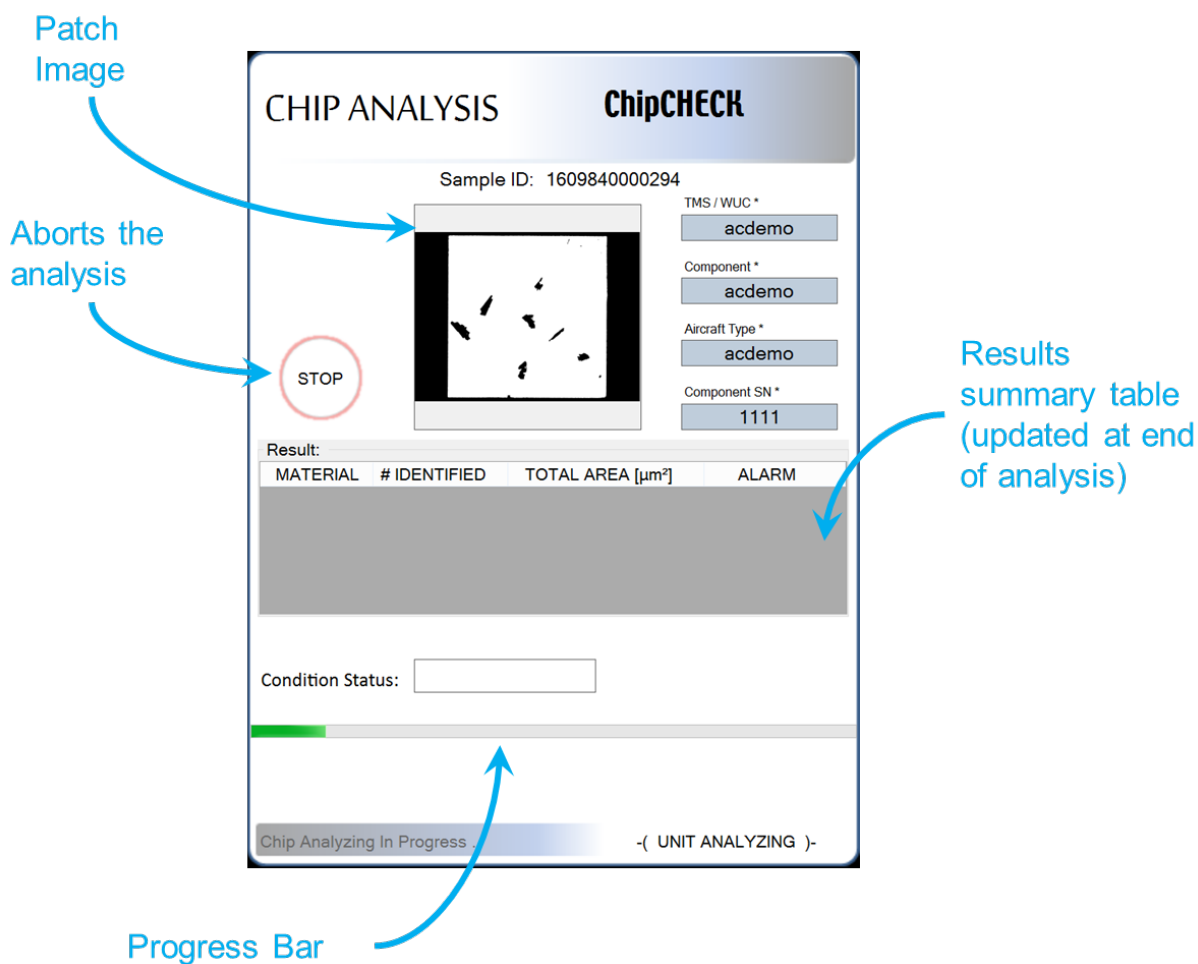 Patch
Image
CHIP ANALYSIS
ChipCHECK
Sample ID: 1609840000294
TMS / WUC *
acdemo
Aborts the
analysis
Component *
acdemo
Aircraft Type *
acdemo
STOP
Component SN *
1111
Results
summary table
(updated at end
of analysis)
Result:
MATERIAL # IDENTIFIED TOTAL AREA [µm²] ALARM
Condition Status:
Chip Analyzing In Progress .
-( UNIT ANALYZING )-
Progress Bar